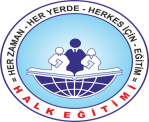 = HER ZAMAN - HER YERDE - HERKES İÇİN - EĞİTİM =
HALK EĞİTİMİ